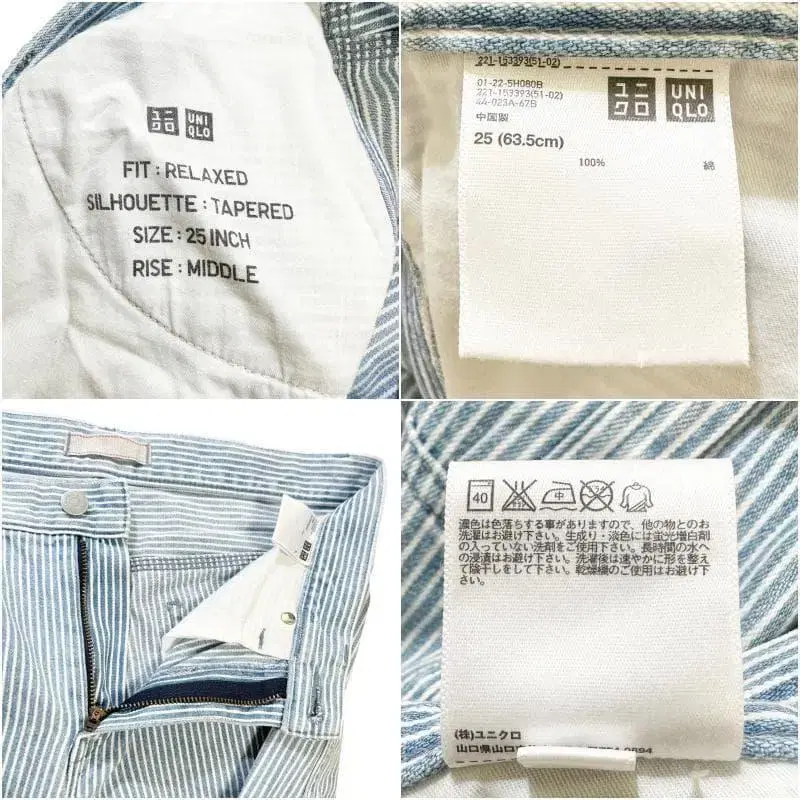 ユニクロ UNIQLO
FIT : RELAXED
SILHOUETTE : TAPERED
SIZE : 25 INCH
RISE : MIDDLE
221-153393(51-02)
01-22-5H080B
221-153393(51-02)
44-023A-67B
中国製
ユニクロ UNIQLO
25 (63.5cm)
100% 綿
40 中
濃色は色落ちする事がありますので、他の物とのお
洗濯はお避け下さい。生成り・淡色には蛍光増白剤
の入っていない洗剤をご使用下さい。長時間の水へ
の浸漬はお避け下さい。洗濯後は速やかに形を整え
て陰干しをして下さい。乾燥機のご使用はお避け下
さい。
(株)ユニクロ
山口県山口